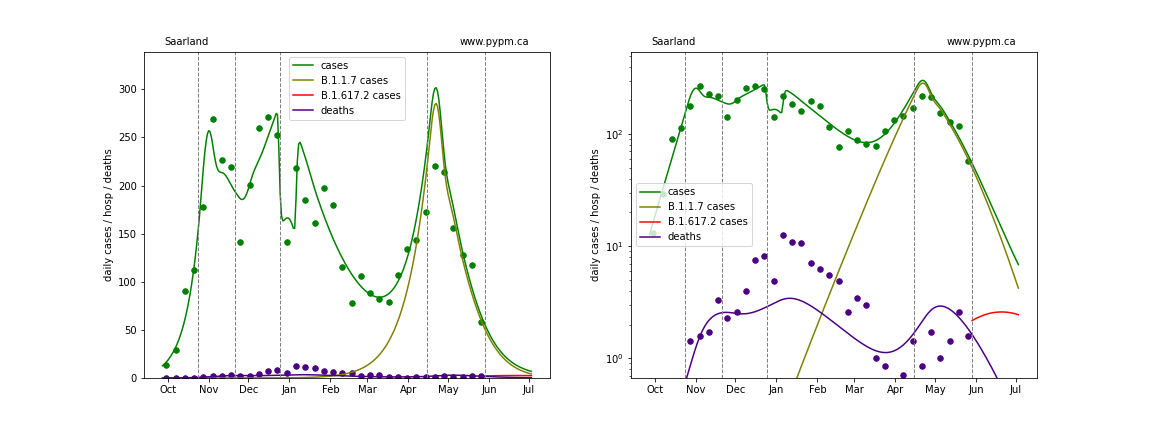 Saarland www.pypm.ca
daily cases / hosp / deaths
300
250
200
150
100
50
0
Oct Nov Dec Jan Feb Mar Apr May Jun Jul
cases
B.1.1.7 cases
B.1.617.2 cases
deaths
Saarland www.pypm.ca
daily cases / hosp / deaths
10²
10¹
10⁰
Oct Nov Dec Jan Feb Mar Apr May Jun Jul
cases
B.1.1.7 cases
B.1.617.2 cases
deaths